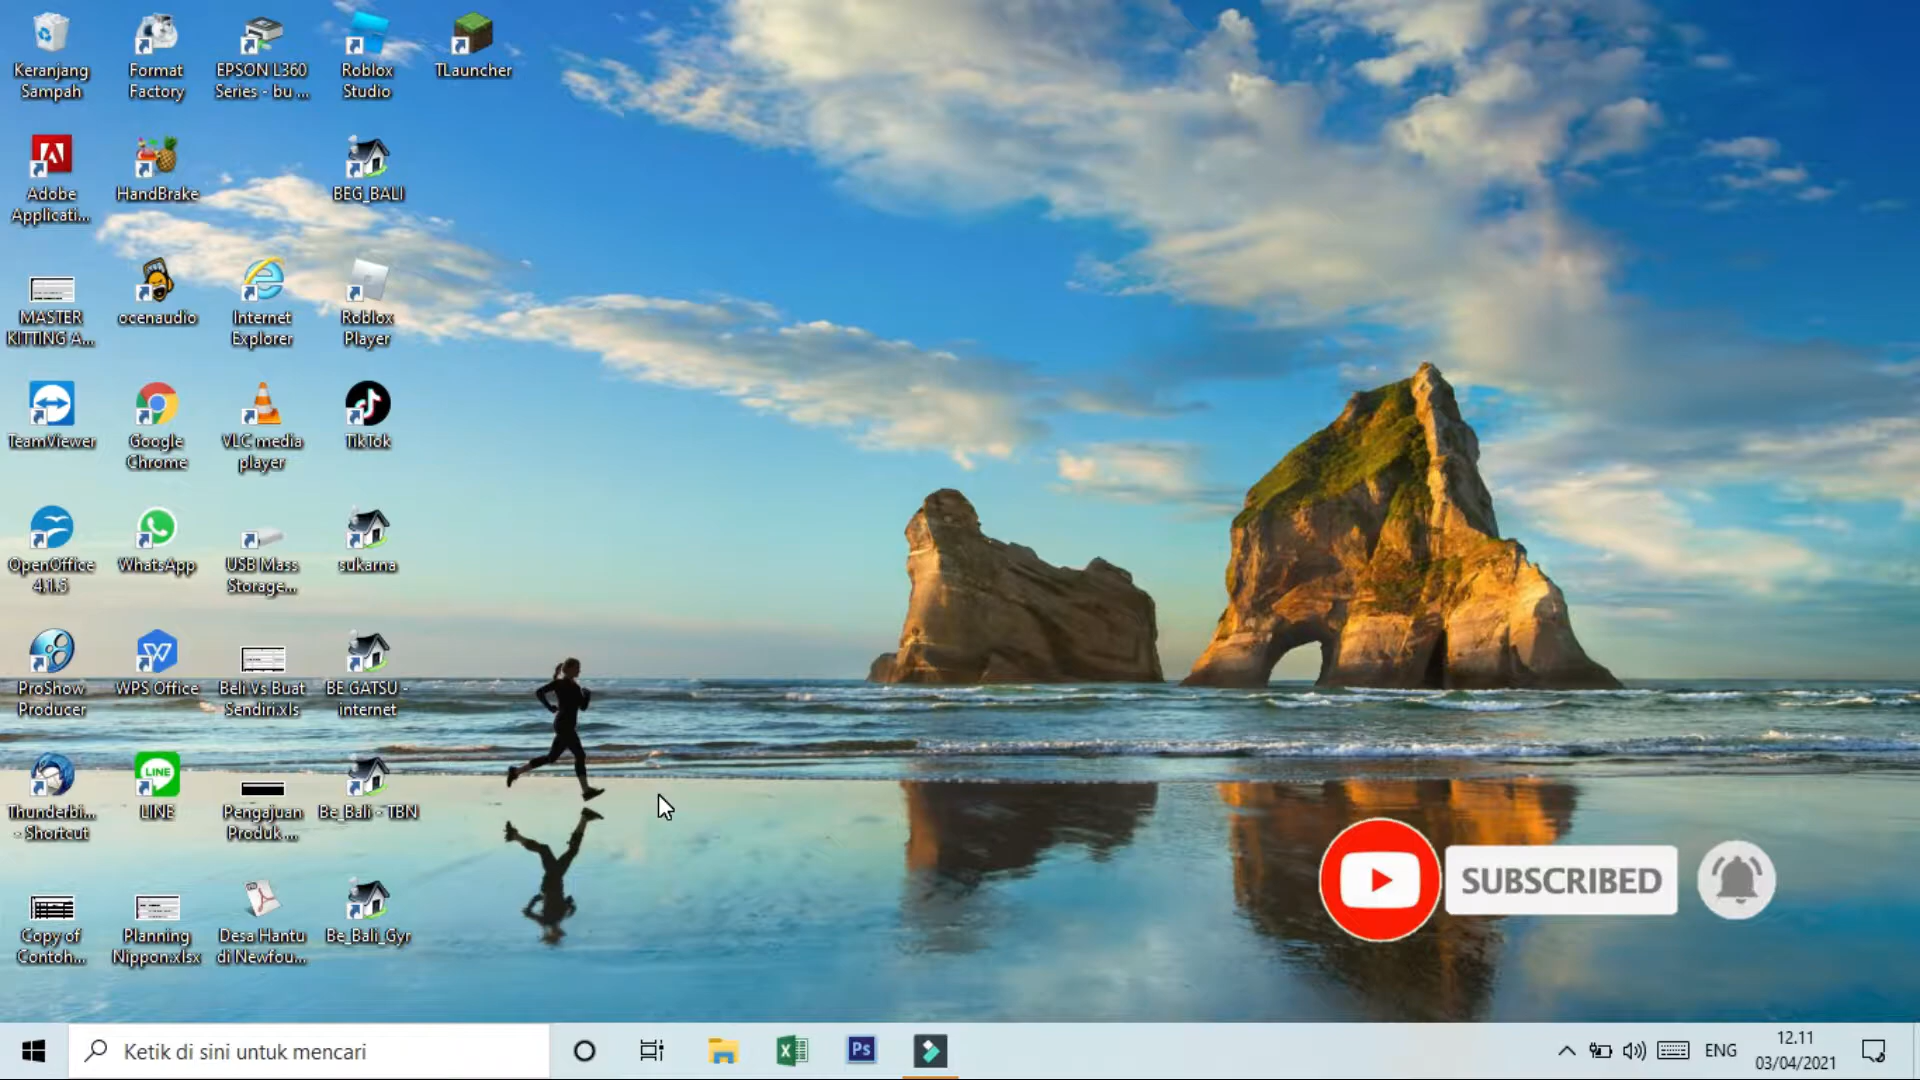 Keranjang
Sampah
Format
Factory
EPSON L360
Series - bu ...
Roblox
Studio
TLauncher
Adobe
Applicati...
HandBrake
BEG_BALI
MASTER
KITTING A...
ocenaudio
Internet
Explorer
Roblox
Player
TeamViewer
Google
Chrome
VLC media
player
TikTok
OpenOffice
4.1.5
WhatsApp
USB Mass
Storage...
sukarna
ProShow
Producer
WPS Office
Beli Vs Buat
Sendiri.xls
BE GATSU -
internet
Thunderbi...
- Shortcut
LINE
LINE
Pengajuan
Produk ...
Be_Bali - TBN
Copy of
Contoh...
Planning
Nippon.xlsx
Desa Hantu
di Newfou...
Be_Bali_Gyr
SUBSCRIBED
Ketik di sini untuk mencari
Ps
ENG
12.11
03/04/2021